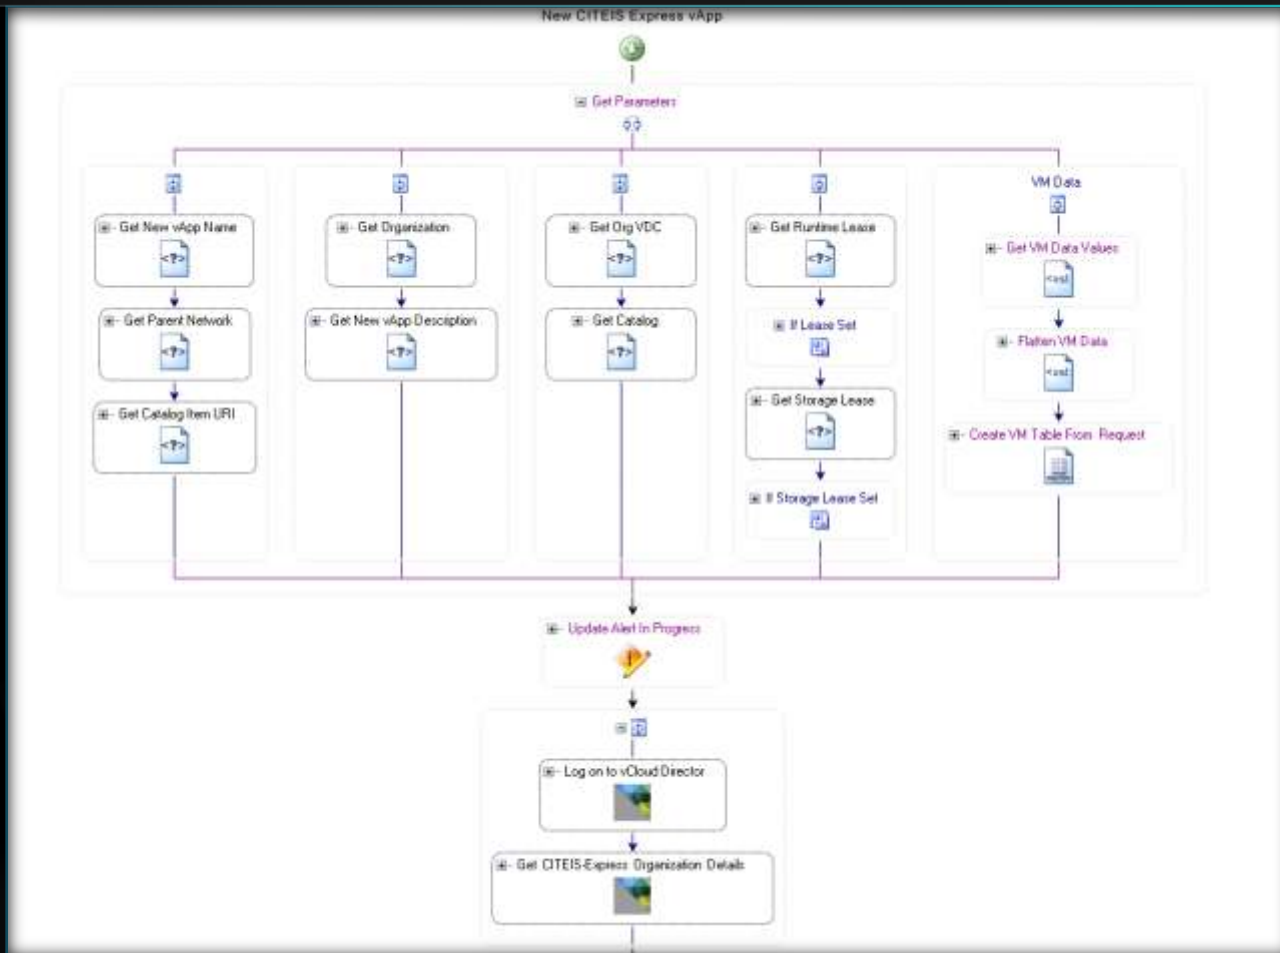 New CITEIS Express vApp
Get Parameters
VM Data
Get New vApp Name
Get Organization
Get Org VDC
Get Runtime Lease
Get VM Data Values
Get Parent Network
Get New vApp Description
Get Catalog
If Lease Set
Flatten VM Data
Get Catalog Item URI
Get Storage Lease
Create VM Table From Request
If Storage Lease Set
Update Alert In Progress
Log on to vCloud Director
Get CITEIS-Express Organization Details